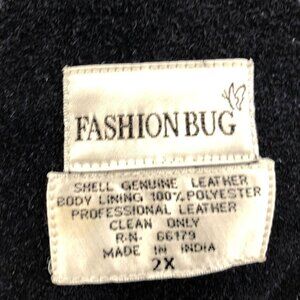 FASHION BUG
SHELL GENUINE LEATHER
BODY LINING 100% POLYESTER
PROFESSIONAL LEATHER
CLEAN ONLY
R.N. 66179
MADE IN INDIA
2X